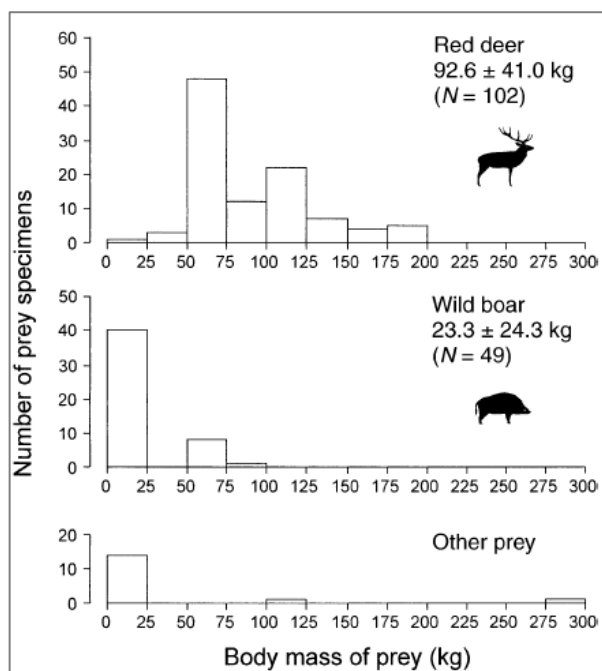 Number of prey specimens
60
50
40
30
20
10
0
Red deer
92.6 ± 41.0 kg
(N = 102)
0 25 50 75 100 125 150 175 200 225 250 275 300
50
40
30
20
10
0
Wild boar
23.3 ± 24.3 kg
(N = 49)
0 25 50 75 100 125 150 175 200 225 250 275 300
20
10
0
Other prey
0 25 50 75 100 125 150 175 200 225 250 275 300
Body mass of prey (kg)